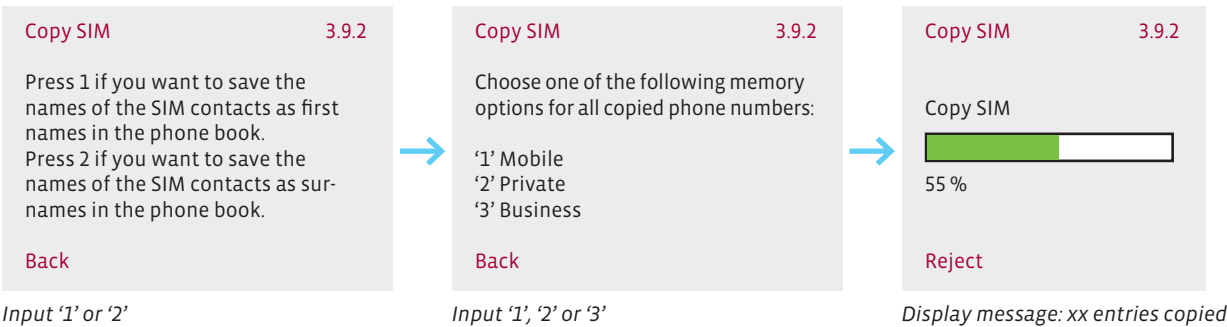 Copy SIM 3.9.2
Press 1 if you want to save the
names of the SIM contacts as first
names in the phone book.
Press 2 if you want to save the
names of the SIM contacts as sur-
names in the phone book.
Back
Input ‘1’ or ‘2’
Copy SIM 3.9.2
Choose one of the following memory
options for all copied phone numbers:
‘1’ Mobile
‘2’ Private
‘3’ Business
Back
Input ‘1’, ‘2’ or ‘3’
Copy SIM 3.9.2
Copy SIM
55 %
Reject
Display message: xx entries copied